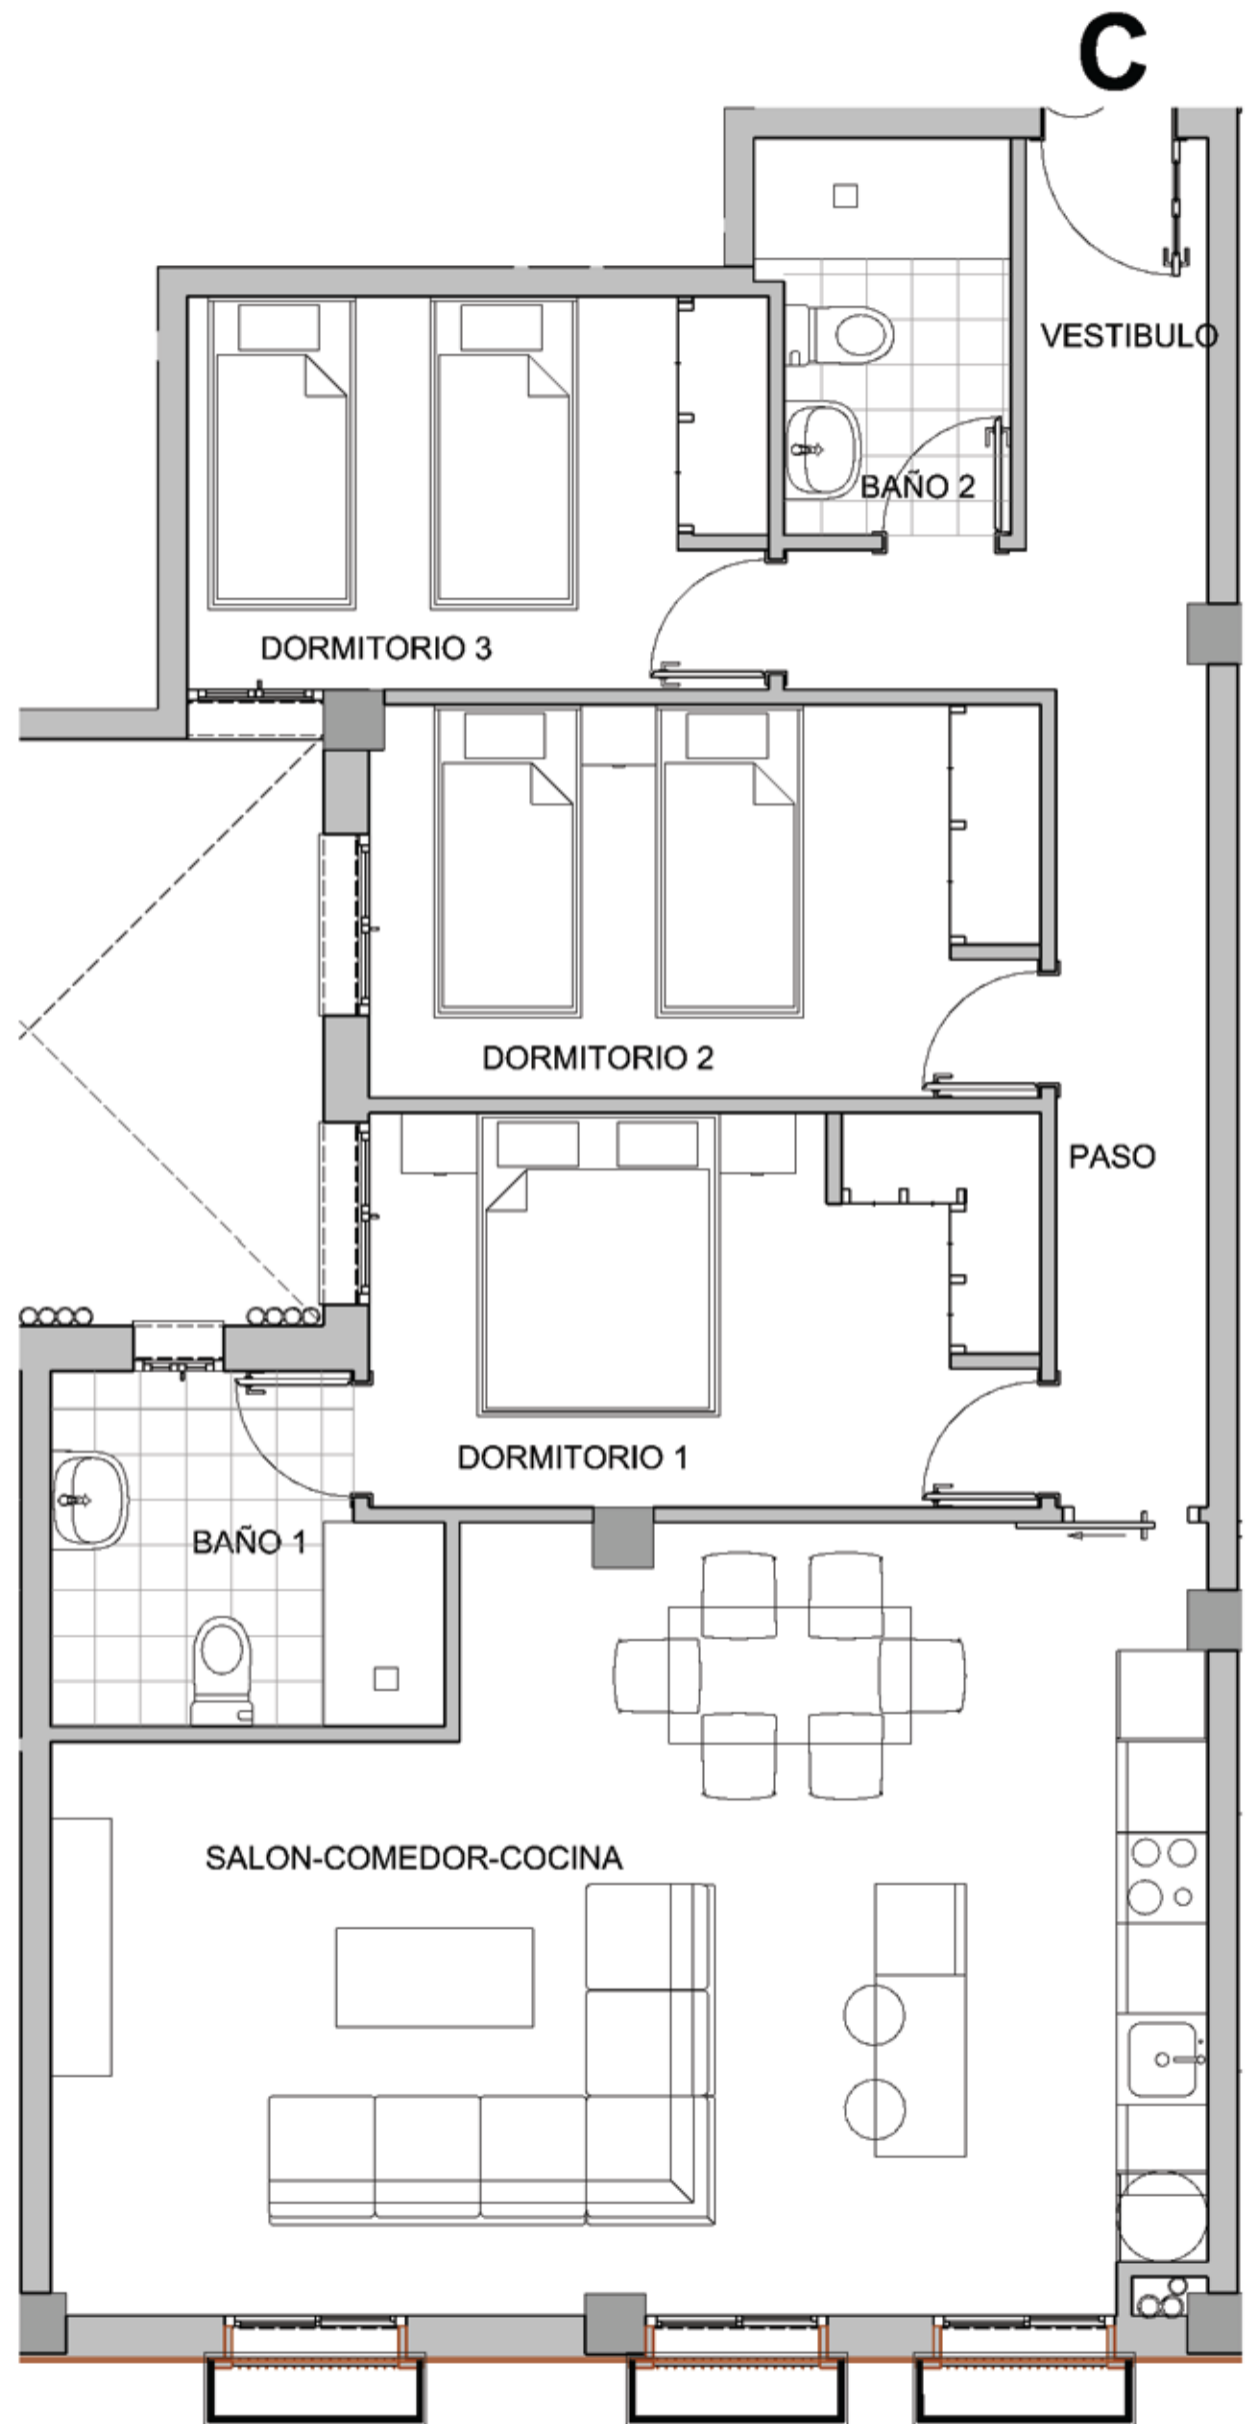 C
VESTIBULO
BAÑO 2
DORMITORIO 3
DORMITORIO 2
PASO
DORMITORIO 1
BAÑO 1
SALON-COMEDOR-COCINA